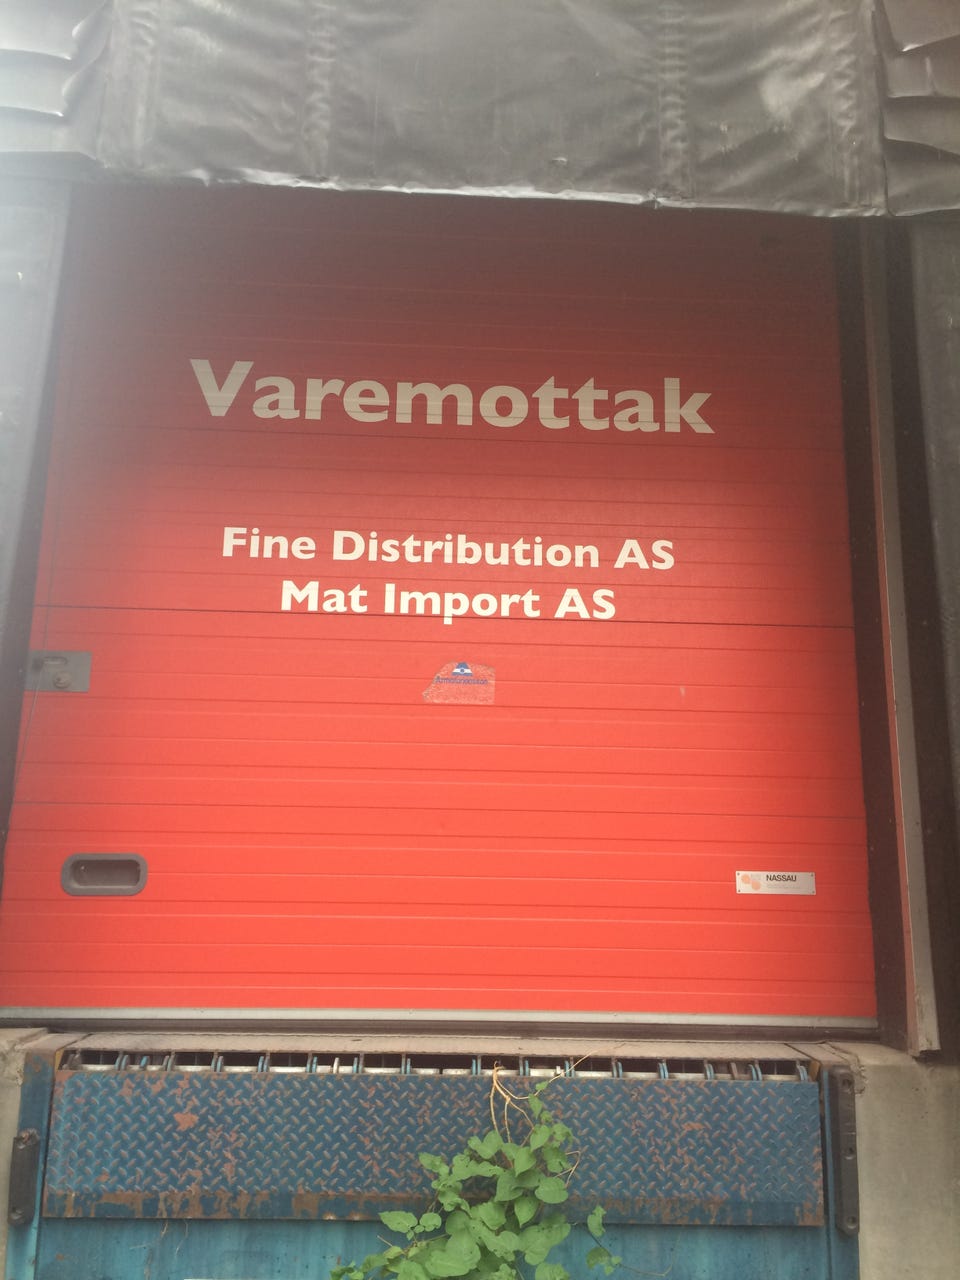 Varemottak
Fine Distribution AS
Mat Import AS
NASSAU